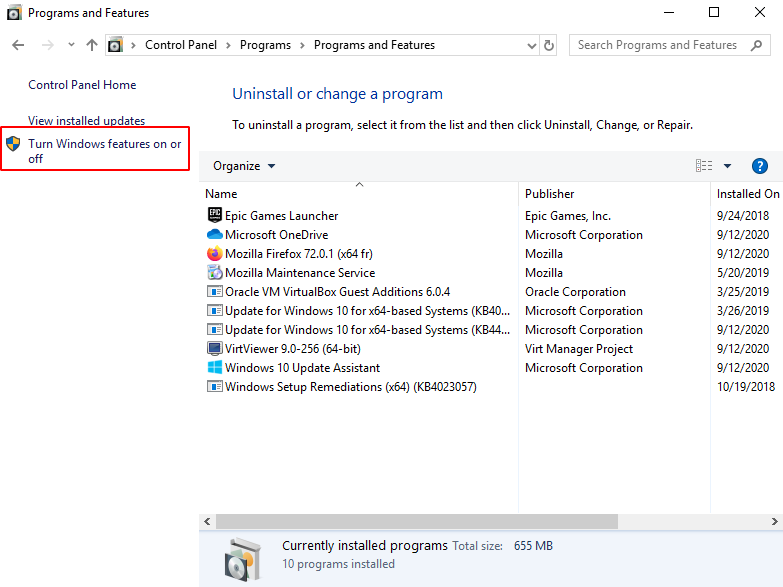 Programs and Features
Control Panel > Programs > Programs and Features
Search Programs and Features
Control Panel Home
View installed updates
Turn Windows features on or
off
Uninstall or change a program
To uninstall a program, select it from the list and then click Uninstall, Change, or Repair.
Organize
?
Name Publisher Installed On
EPIC Epic Games Launcher Epic Games, Inc. 9/24/2018
Microsoft OneDrive Microsoft Corporation 9/12/2020
Mozilla Firefox 72.0.1 (x64 fr) Mozilla 9/12/2020
Mozilla Maintenance Service Mozilla 5/20/2019
Oracle VM VirtualBox Guest Additions 6.0.4 Oracle Corporation 3/25/2019
Update for Windows 10 for x64-based Systems (KB40... Microsoft Corporation 3/26/2019
Update for Windows 10 for x64-based Systems (KB44... Microsoft Corporation 9/12/2020
VirtViewer 9.0-256 (64-bit) Virt Manager Project 9/12/2020
Windows 10 Update Assistant Microsoft Corporation 9/12/2020
Windows Setup Remediations (x64) (KB4023057) 10/19/2018
Currently installed programs Total size: 655 MB
10 programs installed